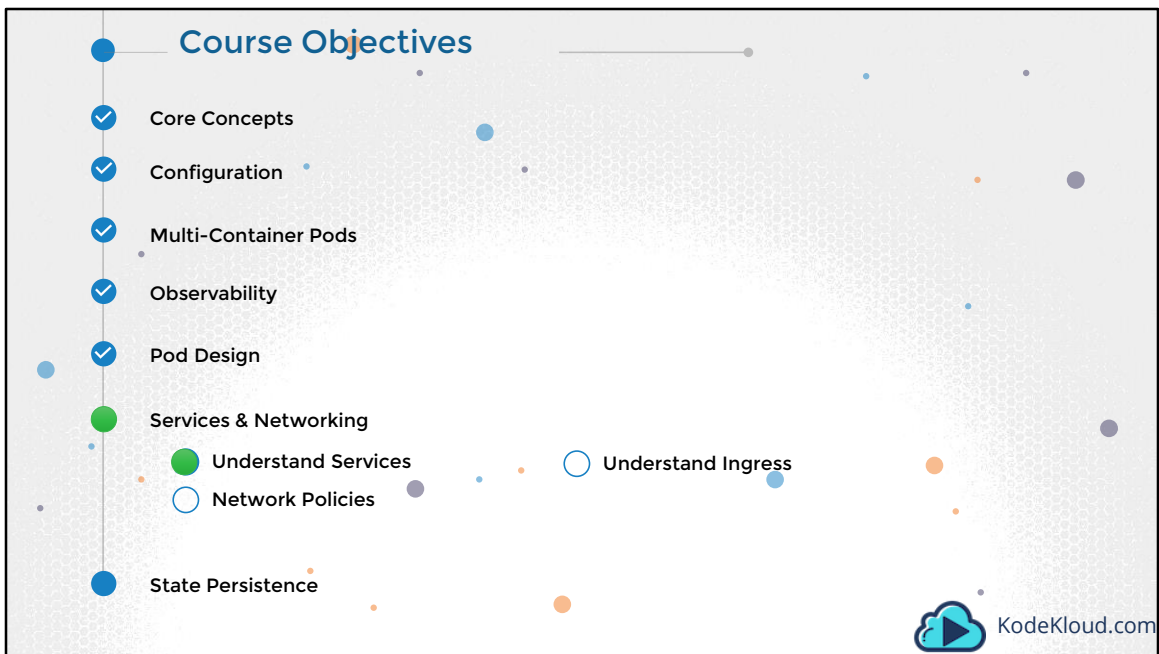 Course Objectives
Core Concepts
Configuration
Multi-Container Pods
Observability
Pod Design
Services & Networking
Understand Services
Understand Ingress
Network Policies
State Persistence
KodeKloud.com